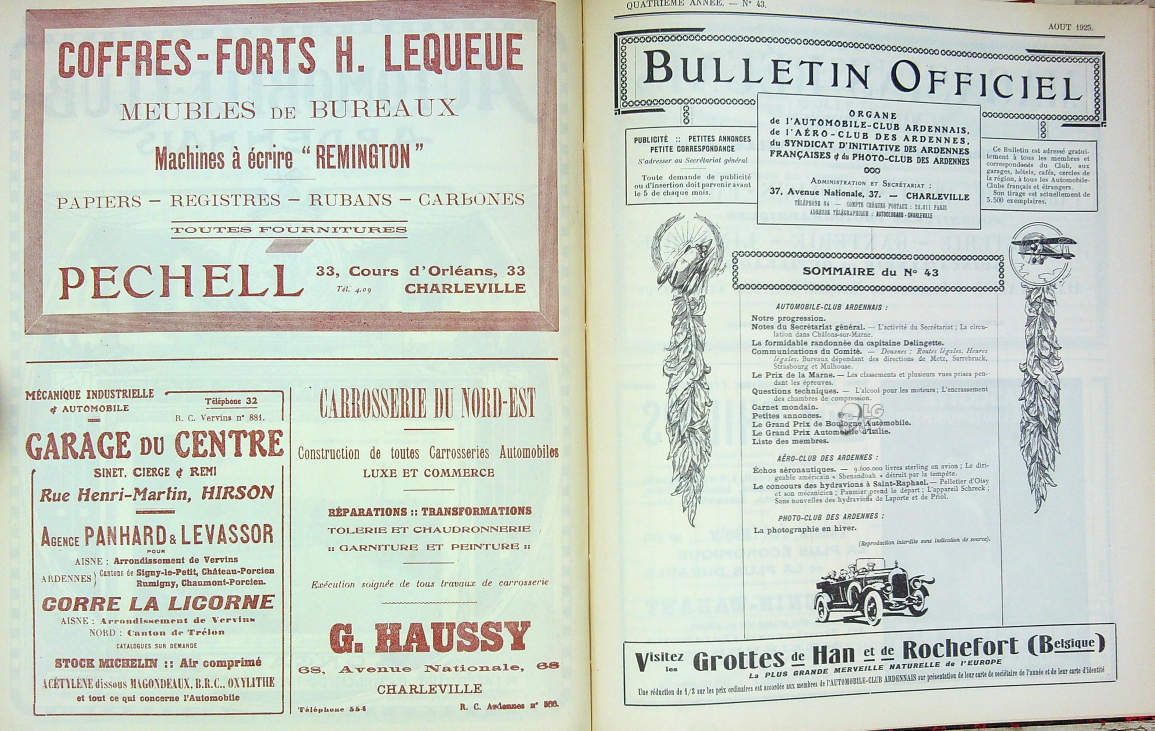 COFFRES-FORTS H. LEQUEUE
MEUBLES DE BUREAUX
Machines à écrire “ REMINGTON ”
PAPIERS — REGISTRES — RUBANS — CARBONES
TOUTES FOURNITURES
PECHELL
33, Cours d'Orléans, 33
Tél. 4.09
CHARLEVILLE
MÉCANIQUE INDUSTRIELLE
& AUTOMOBILE
Téléphone 32
R. C. Vervins n° 881.
GARAGE DU CENTRE
SINET, CIERGE & REMI
Rue Henri-Martin, HIRSON
AGENCE PANHARD & LEVASSOR
POUR
AISNE : Arrondissement de Vervins
ARDENNES } Cantons de Signy-le-Petit, Château-Porcien
Rumigny, Chaumont-Porcien.
CORRE LA LICORNE
AISNE : Arrondissement de Vervins
NORD : Canton de Trélon
CATALOGUES SUR DEMANDE
STOCK MICHELIN :: Air comprimé
ACÉTYLÈNE dissous MAGONDEAUX, B.R.C., OXYLITHE
et tout ce qui concerne l'Automobile
CARROSSERIE DU NORD-EST
Construction de toutes Carrosseries Automobiles
LUXE ET COMMERCE
RÉPARATIONS :: TRANSFORMATIONS
TOLERIE ET CHAUDRONNERIE
:: GARNITURE ET PEINTURE ::
Exécution soignée de tous travaux de carrosserie
G. HAUSSY
68, Avenue Nationale, 68
CHARLEVILLE
Téléphone 554
R. C. Ardennes n°
QUATRIÈME ANNÉE. — N° 43.
AOUT 1925.
BULLETIN OFFICIEL
ORGANE
de l'AUTOMOBILE-CLUB ARDENNAIS,
de l'AÉRO-CLUB DES ARDENNES,
du SYNDICAT D'INITIATIVE DES ARDENNES
FRANÇAISES & du PHOTO-CLUB DES ARDENNES
ADMINISTRATION ET SECRÉTARIAT :
37, Avenue Nationale, 37. — CHARLEVILLE
TÉLÉPHONE 54 — COMPTE CHÈQUES POSTAUX : PARIS
ADRESSE TÉLÉGRAPHIQUE : AUTOCLUBARD-CHARLEVILLE
PUBLICITÉ :: PETITES ANNONCES
PETITE CORRESPONDANCE
S'adresser au Secrétariat général
Toute demande de publicité
ou d'insertion doit parvenir avant
le 5 de chaque mois.
Ce Bulletin est adressé gratui-
tement à tous les membres et
correspondants du Club, aux
garages, hôtels, cafés, cercles de
la région, à tous les Automobile-
Clubs français et étrangers.
Son tirage est actuellement de
5.500 exemplaires.
SOMMAIRE du N° 43
AUTOMOBILE-CLUB ARDENNAIS :
Notre progression.
Notes du Secrétariat général. — L'activité du Secrétariat ; La circu-
lation dans Châlons-sur-Marne.
La formidable randonnée du capitaine Delingette.
Communications du Comité. — Douanes : Routes légales. Heures
légales. Bureaux dépendant des directions de Metz, Sarrebruck,
Strasbourg et Mulhouse.
Le Prix de la Marne. — Les classements et plusieurs vues prises pen-
dant les épreuves.
Questions techniques. — L'alcool pour les moteurs ; L'encrassement
des chambres de compression.
Carnet mondain.
Petites annonces.
Le Grand Prix de Boulogne Automobile.
Le Grand Prix Automobile d'Italie.
Liste des membres.
LG
AÉRO-CLUB DES ARDENNES :
Échos aéronautiques. — 9.600.000 livres sterling en avion ; Le diri-
geable américain « Shenandoah » détruit par la tempête.
Le concours des hydravions à Saint-Raphael. — Pelletier d'Oisy
et son mécanicien ; Paumier prend le départ ; L'appareil Schreck ;
Sans nouvelles des hydravions de Laporte et de Priol.
PHOTO-CLUB DES ARDENNES :
La photographie en hiver.
(Reproduction interdite sans indication de source).
Visitez les Grottes de Han et de Rochefort (Belgique)
La PLUS GRANDE MERVEILLE NATURELLE de l'EUROPE
Une réduction de 1/3 sur les prix ordinaires est accordée aux membres de l'AUTOMOBILE-CLUB ARDENNAIS sur présentation de leur carte de sociétaire de l'année et de leur carte d'identité